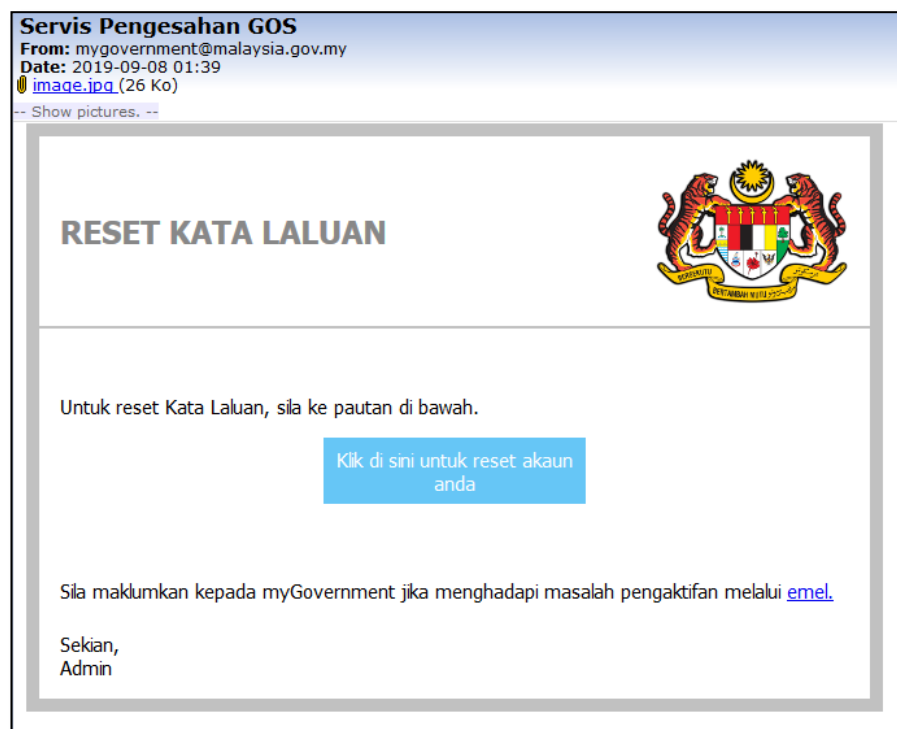 Servis Pengesahan GOS
From: mygovernment@malaysia.gov.my
Date: 2019-09-08 01:39
image.jpg (26 Ko)
-- Show pictures. --
RESET KATA LALUAN
BERTAMBAH MUTU
Untuk reset Kata Laluan, sila ke pautan di bawah.
Klik di sini untuk reset akaun
anda
Sila maklumkan kepada myGovernment jika menghadapi masalah pengaktifan melalui emel.
Sekian,
Admin